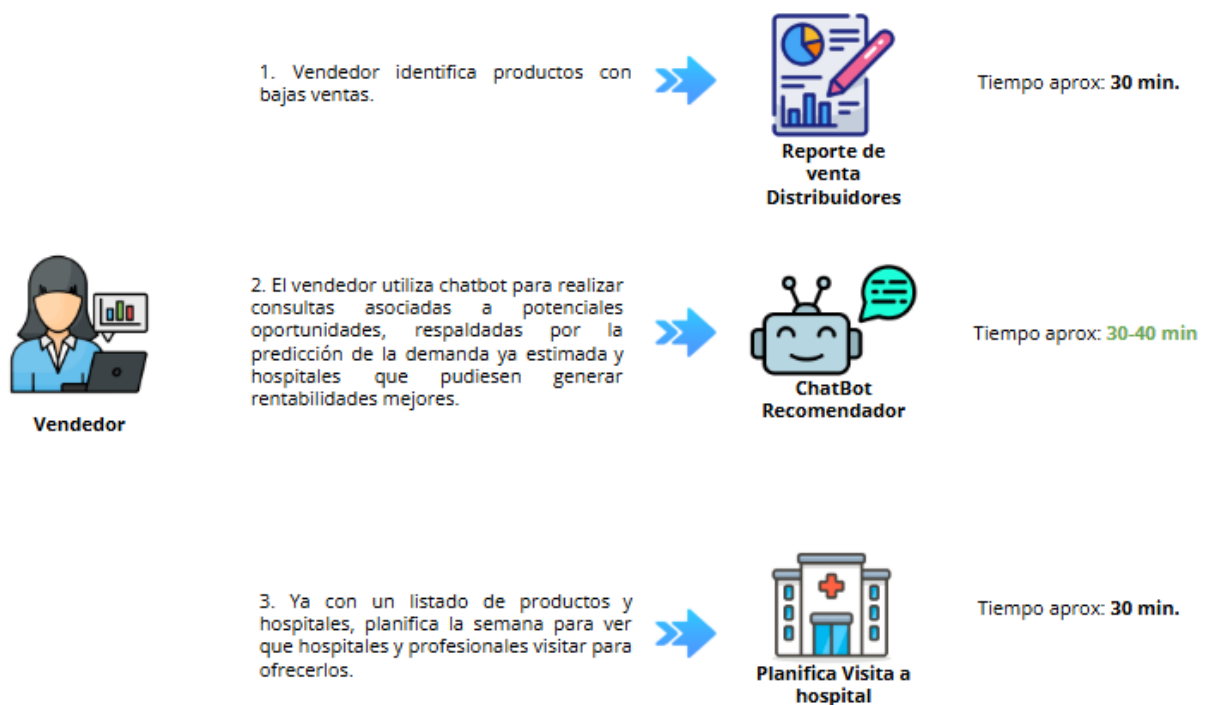 1. Vendedor identifica productos con
bajas ventas.
Reporte de
venta
Distribuidores
Tiempo aprox: 30 min.
Vendedor
2. El vendedor utiliza chatbot para realizar
consultas asociadas a potenciales
oportunidades, respaldadas por la
predicción de la demanda ya estimada y
hospitales que pudiesen generar
rentabilidades mejores.
ChatBot
Recomendador
Tiempo aprox: 30-40 min
3. Ya con un listado de productos y
hospitales, planifica la semana para ver
que hospitales y profesionales visitar para
ofrecerlos.
Planifica Visita a
hospital
Tiempo aprox: 30 min.